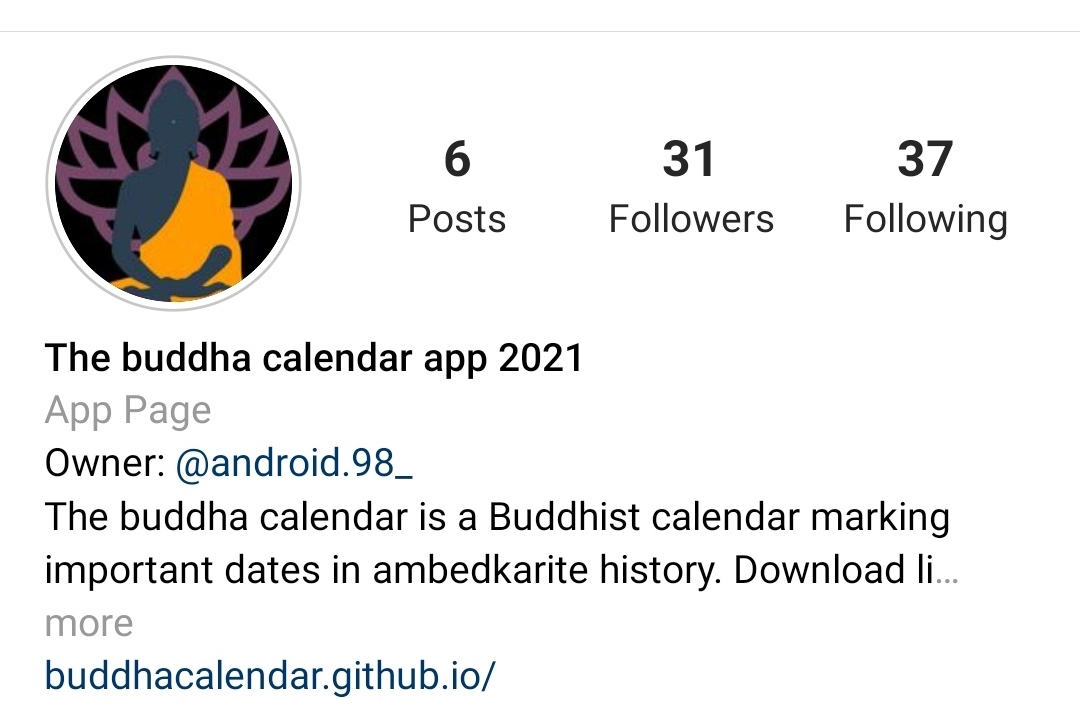 6 31 37
Posts Followers Following
The buddha calendar app 2021
App Page
Owner: @android.98_
The buddha calendar is a Buddhist calendar marking
important dates in ambedkarite history. Download li...
more
buddhacalendar.github.io/